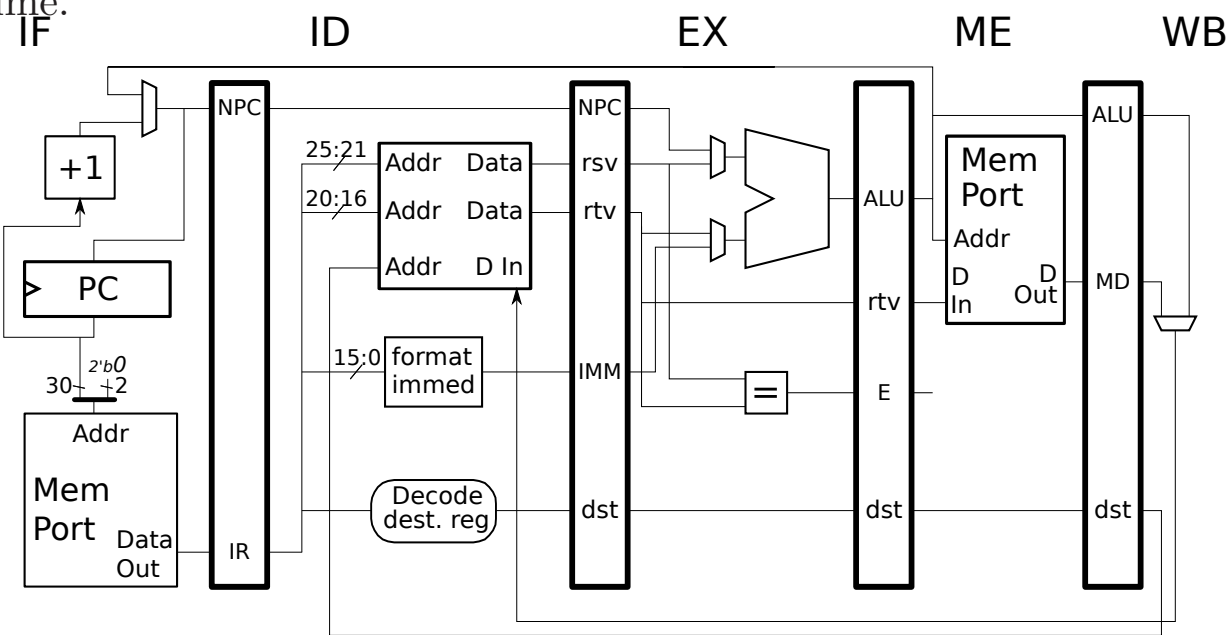 ime.
IF ID EX ME WB
NPC NPC ALU
+1
25:21 Addr Data rsv
20:16 Addr Data rtv
Addr D In
ALU
Mem
Port
Addr
D
In
D
Out
MD
PC
rtv
2'b0
30 2
15:0 format
immed
IMM
=
E
Addr
Mem
Port
Data
Out
IR
Decode
dest. reg
dst dst dst